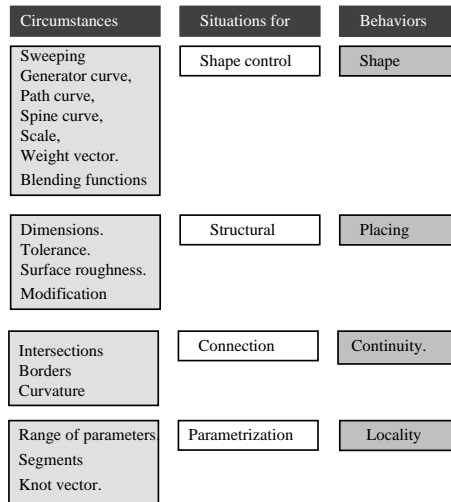 Circumstances
Situations for
Behaviors
Sweeping
Generator curve,
Path curve,
Spine curve,
Scale,
Weight vector.
Blending functions
Shape control
Shape
Dimensions.
Tolerance.
Surface roughness.
Modification
Structural
Placing
Intersections
Borders
Curvature
Connection
Continuity.
Range of parameters.
Segments
Knot vector.
Parametrization
Locality